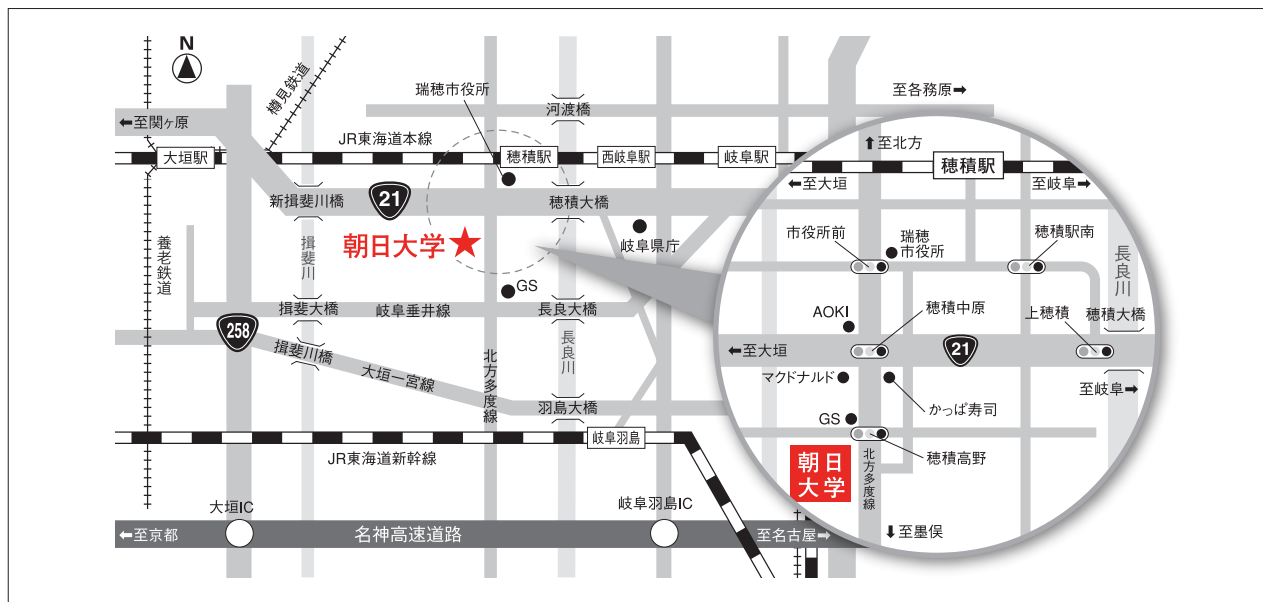 N
樽見鉄道
瑞穂市役所
河渡橋
至各務原➡
⬅至関ヶ原
JR東海道本線
大垣駅
穂積駅
西岐阜駅
岐阜駅
新揖斐川橋
21
穂積大橋
揖斐川
朝日大学
岐阜県庁
養老鉄道
GS
揖斐大橋
岐阜垂井線
長良大橋
258
揖斐川橋
大垣一宮線
北方多度線
長良川
羽島大橋
岐阜羽島
JR東海道新幹線
大垣IC
岐阜羽島IC
⬅至京都
名神高速道路
至名古屋➡
⬆至北方
穂積駅
⬅至大垣
至岐阜➡
市役所前
瑞穂
市役所
穂積駅南
長良川
AOKI
穂積中原
上穂積
穂積大橋
⬅至大垣
21
マクドナルド
かっぱ寿司
至岐阜➡
GS
穂積高野
朝日
大学
北方多度線
⬇至墨俣